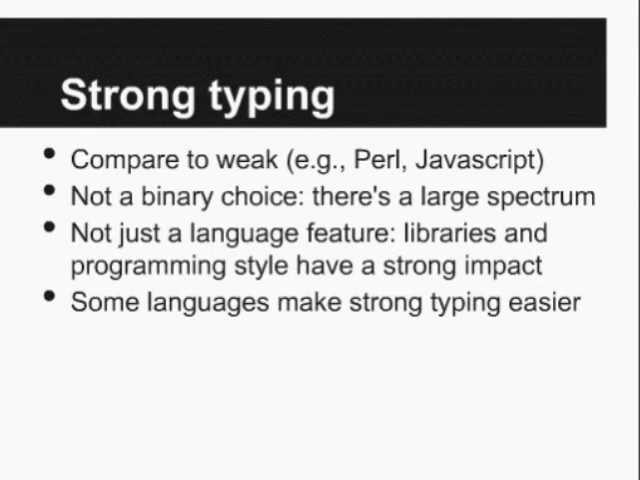 Strong typing
• Compare to weak (e.g., Perl, Javascript)
• Not a binary choice: there's a large spectrum
• Not just a language feature: libraries and
programming style have a strong impact
• Some languages make strong typing easier